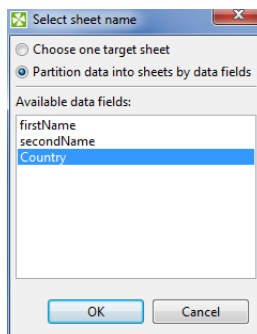 Select sheet name
Choose one target sheet
Partition data into sheets by data fields
Available data fields:
firstName
secondName
Country
OK
Cancel